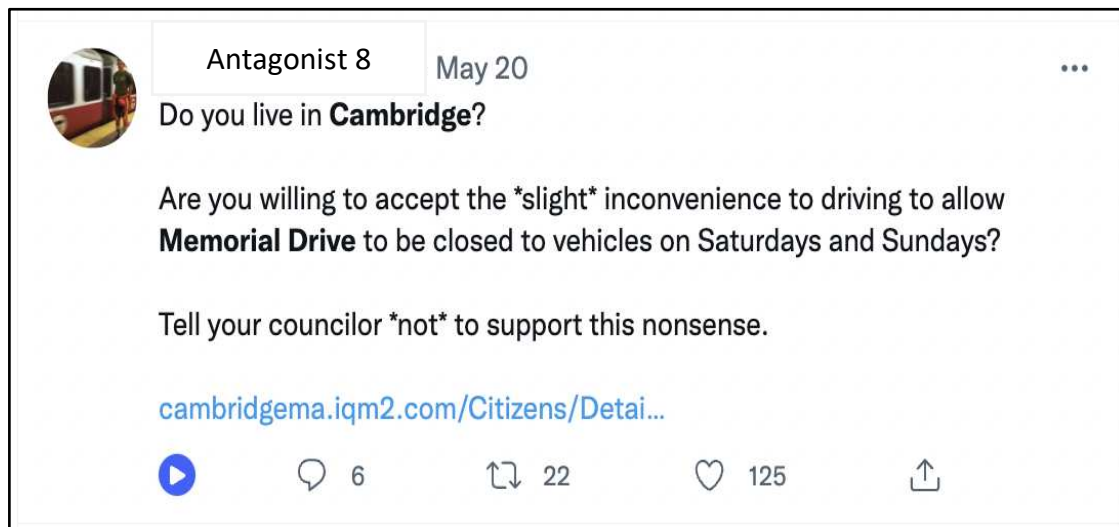 Antagonist 8
May 20
Do you live in Cambridge?
Are you willing to accept the *slight* inconvenience to driving to allow
Memorial Drive to be closed to vehicles on Saturdays and Sundays?
Tell your councilor *not* to support this nonsense.
cambridgema.iqm2.com/Citizens/Detai...
6 22 125